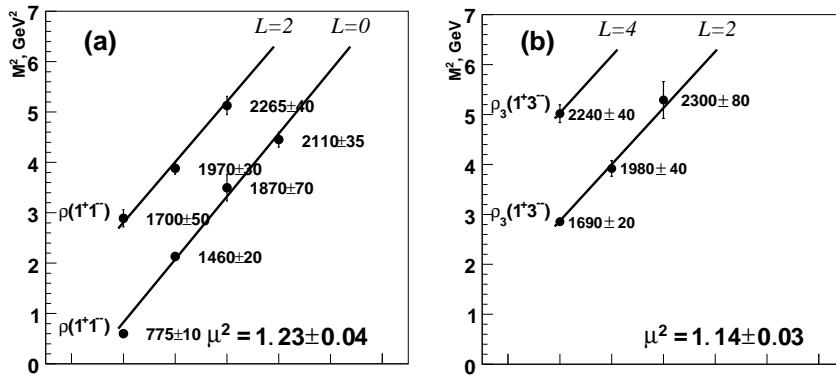 M², GeV²
7
6
5
4
3
2
1
0
(a)
L=2
L=0
2265±40
2110±35
1970±30
1870±70
ρ(1⁺1⁻⁻)
1700±50
1460±20
ρ(1⁺1⁻⁻)
775±10
μ² = 1.23±0.04
M², GeV²
7
6
5
4
3
2
1
0
(b)
L=4
L=2
ρ₃(1⁺3⁻⁻)
2240±40
2300±80
1980±40
ρ₃(1⁺3⁻⁻)
1690±20
μ² = 1.14±0.03